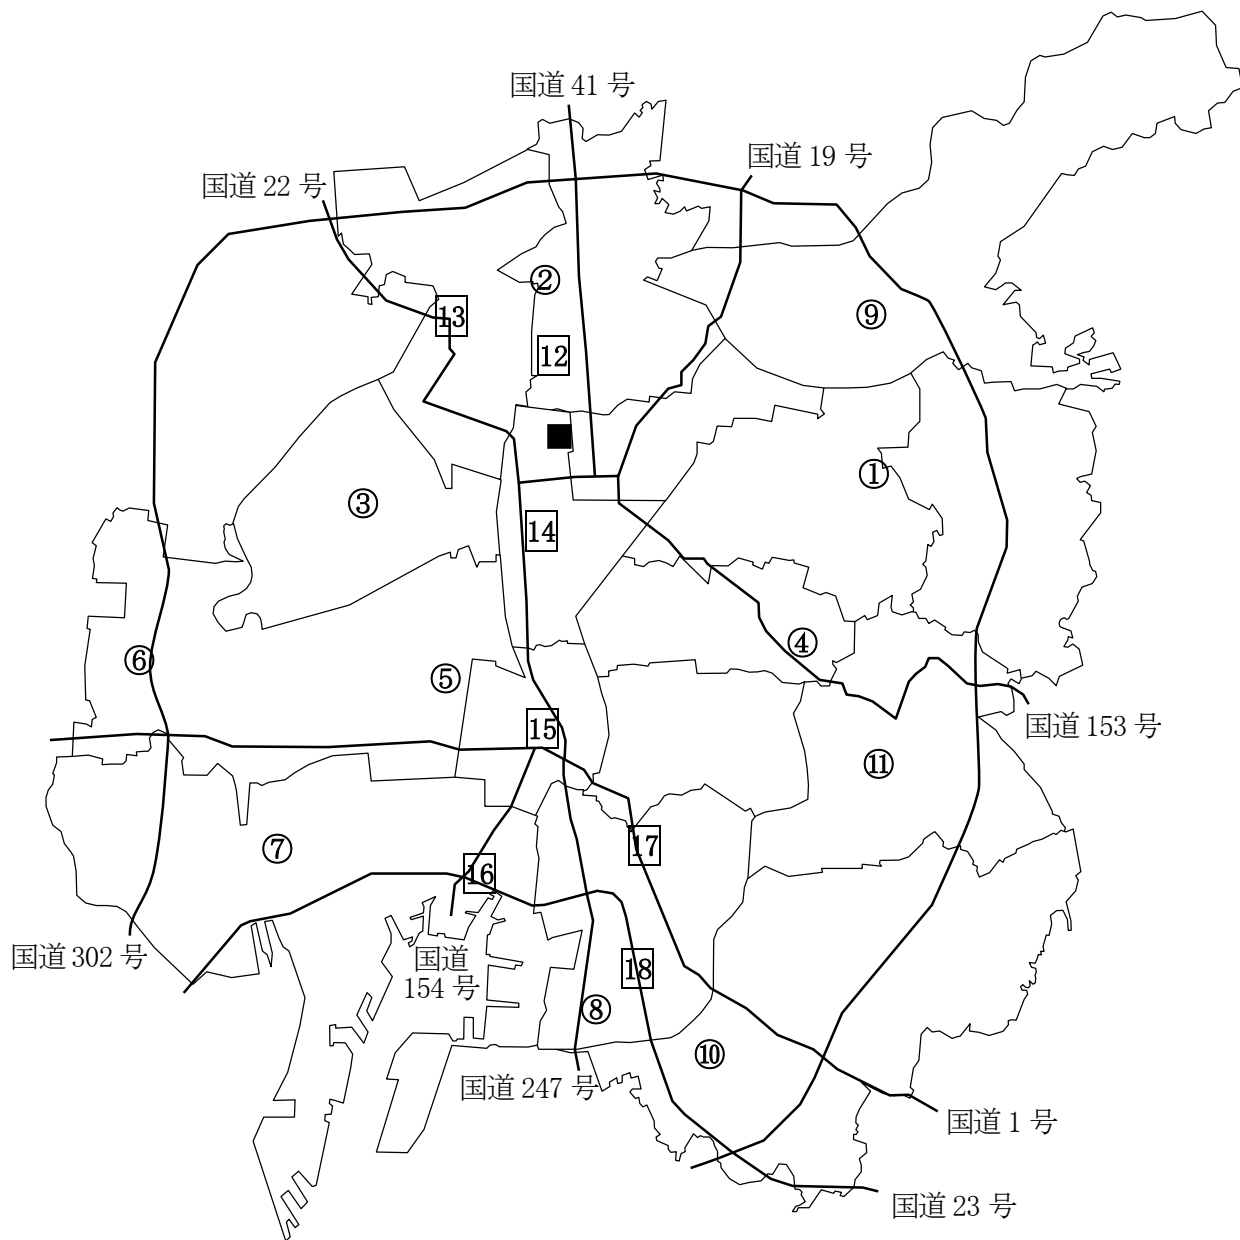 国道 41 号
国道 19 号
国道 22 号
②
13
⑨
12
①
③
14
④
⑥
⑤
国道 153 号
15
⑪
⑦
17
16
国道 302 号
国道
154 号
18
⑧
⑩
国道 247 号
国道 1 号
国道 23 号